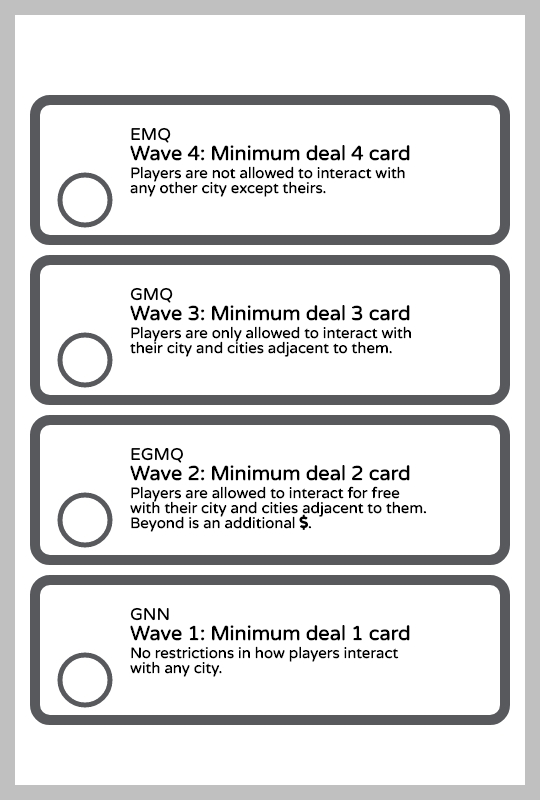 EMQ
Wave 4: Minimum deal 4 card
Players are not allowed to interact with
any other city except theirs.
GMQ
Wave 3: Minimum deal 3 card
Players are only allowed to interact with
their city and cities adjacent to them.
EGMQ
Wave 2: Minimum deal 2 card
Players are allowed to interact for free
with their city and cities adjacent to them.
Beyond is an additional $.
GNN
Wave 1: Minimum deal 1 card
No restrictions in how players interact
with any city.